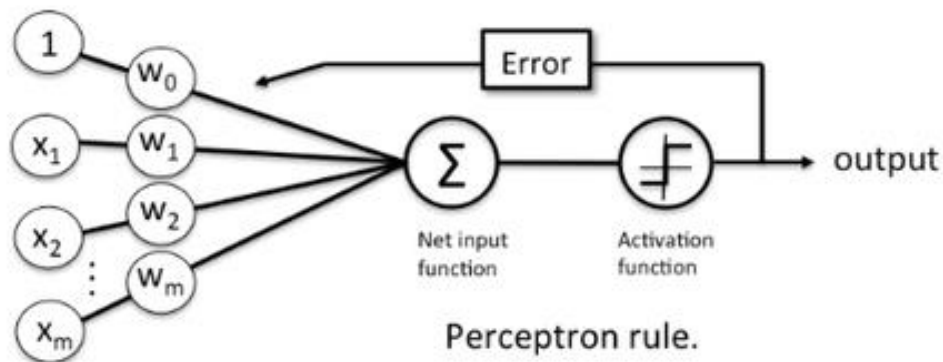 1
w0
Error
x1
w1
Σ
output
x2
w2
Net input
function
Activation
function
⋮
wm
xm
Perceptron rule.